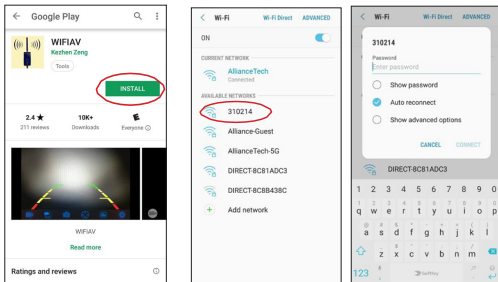 Google Play
WIFIAV
Kezhen Zeng
Tools
INSTALL
2.4 ★ 10K+ E
211 reviews Downloads Everyone
WIFIAV
Read more
Ratings and reviews
Wi-Fi Wi-Fi Direct ADVANCED
ON
CURRENT NETWORK
AllianceTech
Connected
AVAILABLE NETWORKS
310214
Alliance-Guest
AllianceTech-5G
DIRECT-8C81ADC3
DIRECT-8C8B438C
+ Add network
Wi-Fi Wi-Fi Direct ADVANCED
310214
Password
Enter password
Show password
Auto reconnect
Show advanced options
CANCEL CONNECT
DIRECT-8C81ADC3
1 2 3 4 5 6 7 8 9 0
q w e r t y u i o p
a s d f g h j k l
z x c v b n m
123 SwiftKey